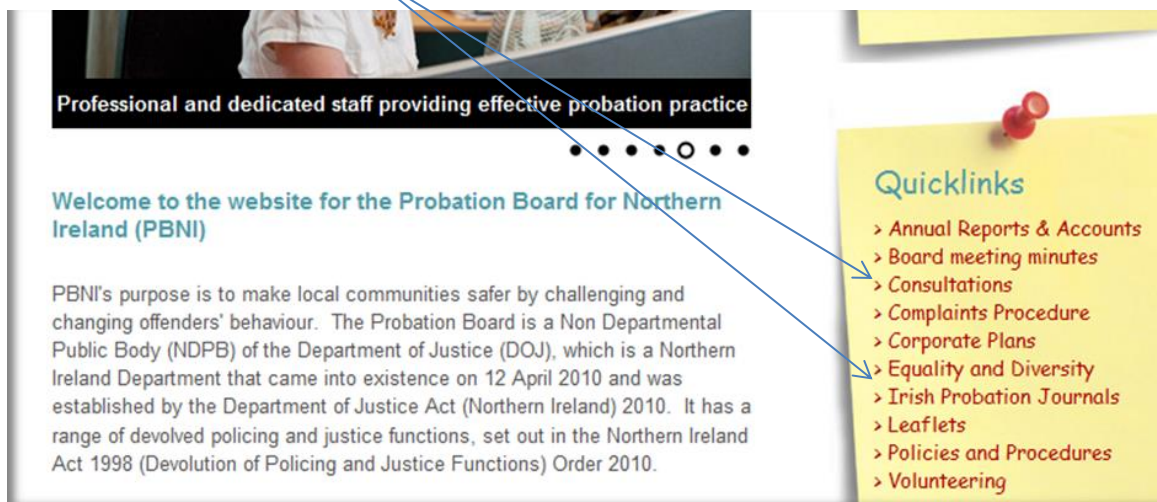 Professional and dedicated staff providing effective probation practice
Welcome to the website for the Probation Board for Northern
Ireland (PBNI)
PBNI's purpose is to make local communities safer by challenging and
changing offenders' behaviour. The Probation Board is a Non Departmental
Public Body (NDPB) of the Department of Justice (DOJ), which is a Northern
Ireland Department that came into existence on 12 April 2010 and was
established by the Department of Justice Act (Northern Ireland) 2010. It has a
range of devolved policing and justice functions, set out in the Northern Ireland
Act 1998 (Devolution of Policing and Justice Functions) Order 2010.
Quicklinks
> Annual Reports & Accounts
> Board meeting minutes
> Consultations
> Complaints Procedure
> Corporate Plans
> Equality and Diversity
> Irish Probation Journals
> Leaflets
> Policies and Procedures
> Volunteering